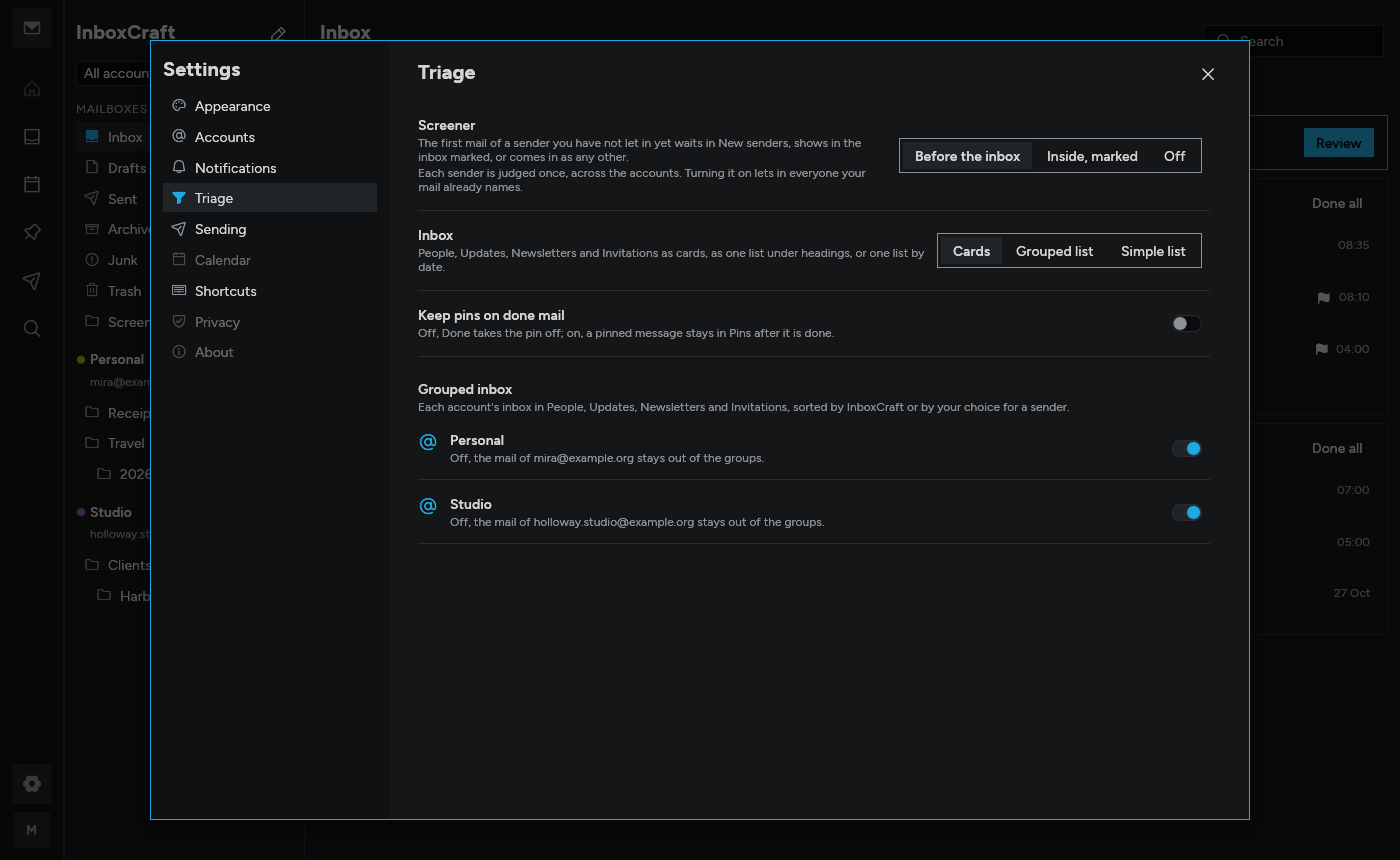 InboxCraft
Inbox
Search
All accoun
MAILBOXES
Inbox
Drafts
Sent
Archiv
Junk
Trash
Screen
Personal
mira@exam
Receip
Travel
2026
Studio
holloway.st
Clients
Harb
M
Settings
Appearance
Accounts
Notifications
Triage
Sending
Calendar
Shortcuts
Privacy
About
Triage
Screener
The first mail of a sender you have not let in yet waits in New senders, shows in the
inbox marked, or comes in as any other.
Each sender is judged once, across the accounts. Turning it on lets in everyone your
mail already names.
Before the inbox Inside, marked Off
Inbox
People, Updates, Newsletters and Invitations as cards, as one list under headings, or one list by
date.
Cards Grouped list Simple list
Keep pins on done mail
Off, Done takes the pin off; on, a pinned message stays in Pins after it is done.
Grouped inbox
Each account's inbox in People, Updates, Newsletters and Invitations, sorted by InboxCraft or by your choice for a sender.
Personal
Off, the mail of mira@example.org stays out of the groups.
Studio
Off, the mail of holloway.studio@example.org stays out of the groups.
Review
Done all
08:35
08:10
04:00
Done all
07:00
05:00
27 Oct